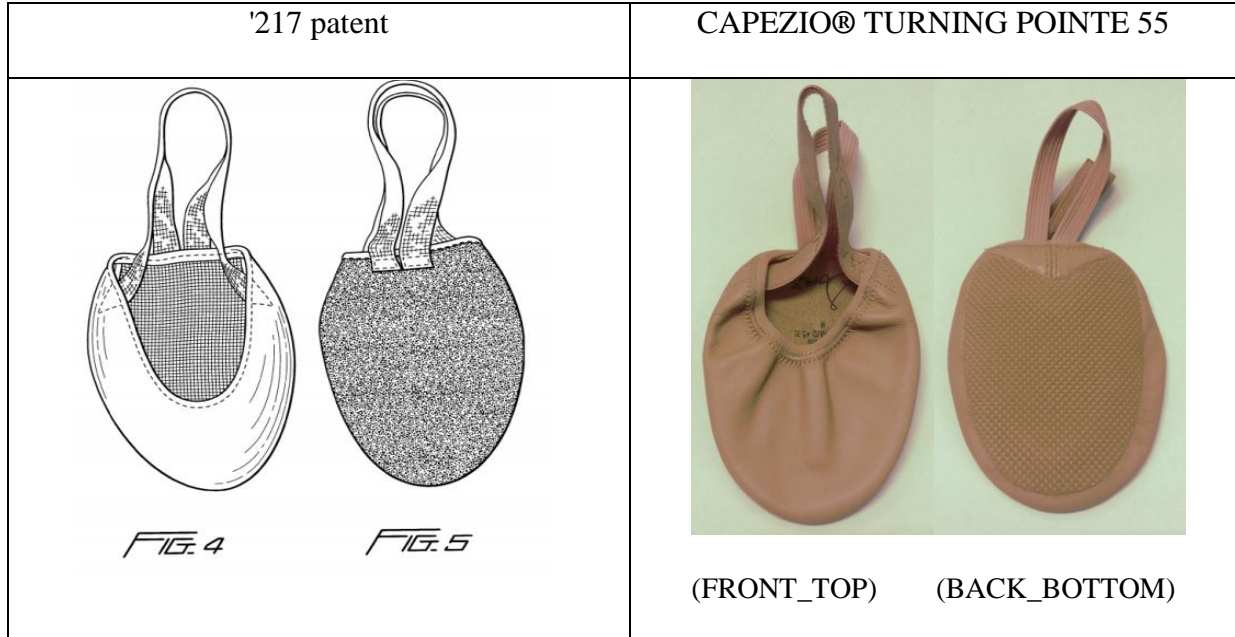 '217 patent
CAPEZIO® TURNING POINTE 55
FIG. 4
FIG. 5
(FRONT_TOP)
(BACK_BOTTOM)